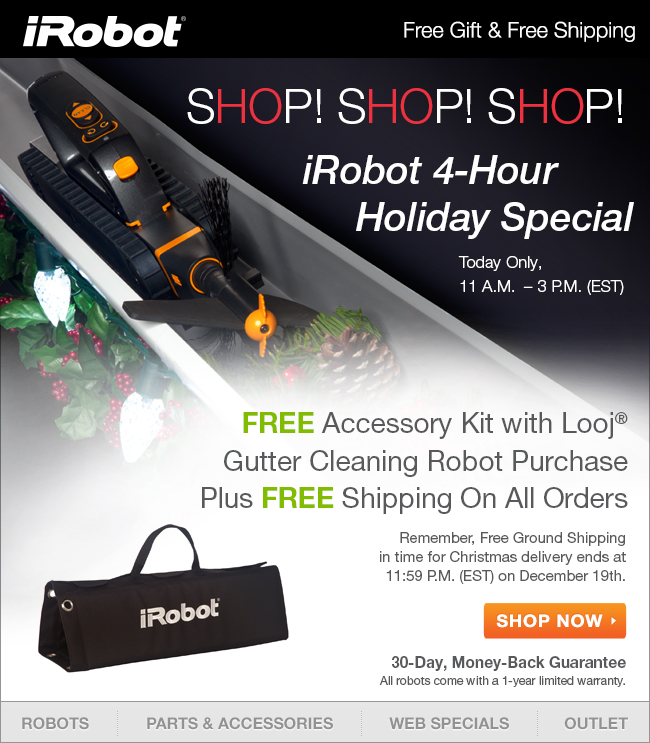 iRobot®
Free Gift & Free Shipping
SHOP! SHOP! SHOP!
iRobot 4-Hour
Holiday Special
Today Only,
11 A.M. – 3 P.M. (EST)
FREE Accessory Kit with Looj®
Gutter Cleaning Robot Purchase
Plus FREE Shipping On All Orders
Remember, Free Ground Shipping
in time for Christmas delivery ends at
11:59 P.M. (EST) on December 19th.
iRobot®
SHOP NOW
30-Day, Money-Back Guarantee
All robots come with a 1-year limited warranty.
ROBOTS
PARTS & ACCESSORIES
WEB SPECIALS
OUTLET